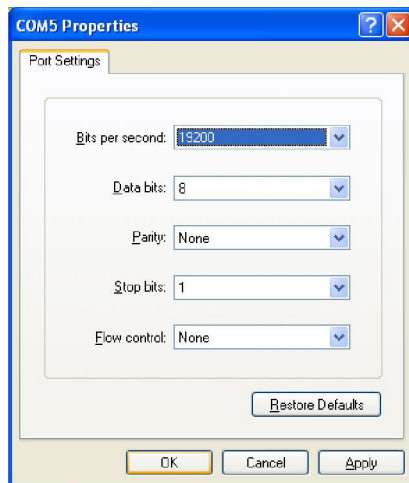 COM5 Properties
Port Settings
Bits per second: 19200
Data bits: 8
Parity: None
Stop bits: 1
Flow control: None
Restore Defaults
OK Cancel Apply